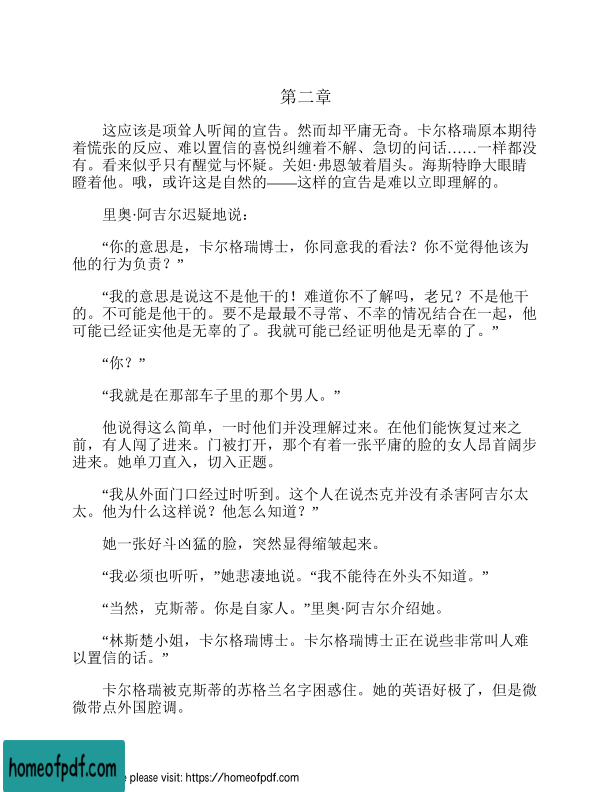 第二章
这应该是项耸人听闻的宣告。然而却平庸无奇。卡尔格瑞原本期待
着慌张的反应、难以置信的喜悦纠缠着不解、急切的问话……一样都没
有。看来似乎只有醒觉与怀疑。关妲·弗恩皱着眉头。海斯特睁大眼睛
瞪着他。哦，或许这是自然的——这样的宣告是难以立即理解的。
里奥·阿吉尔迟疑地说：
“你的意思是，卡尔格瑞博士，你同意我的看法？你不觉得他该为
他的行为负责？”
“我的意思是说这不是他干的！难道你不了解吗，老兄？不是他干
的。不可能是他干的。要不是最最不寻常、不幸的情况结合在一起，他
可能已经证实他是无辜的了。我就可能已经证明他是无辜的了。”
“你？”
“我就是在那部车子里的那个男人。”
他说得这么简单，一时他们并没理解过来。在他们能恢复过来之
前，有人闯了进来。门被打开，那个有着一张平庸的脸的女人昂首阔步
进来。她单刀直入，切入正题。
“我从外面门口经过时听到。这个人在说杰克并没有杀害阿吉尔太
太。他为什么这样说？他怎么知道？”
她一张好斗凶猛的脸，突然显得缩皱起来。
“我必须也听听，”她悲凄地说。“我不能待在外头不知道。”
“当然，克斯蒂。你是自家人。”里奥·阿吉尔介绍她。
“林斯楚小姐，卡尔格瑞博士。卡尔格瑞博士正在说些非常叫人难
以置信的话。”
卡尔格瑞被克斯蒂的苏格兰名字困惑住。她的英语好极了，但是微
微带点外国腔调。
homeofpdf.com
e please visit: https://homeofpdf.com